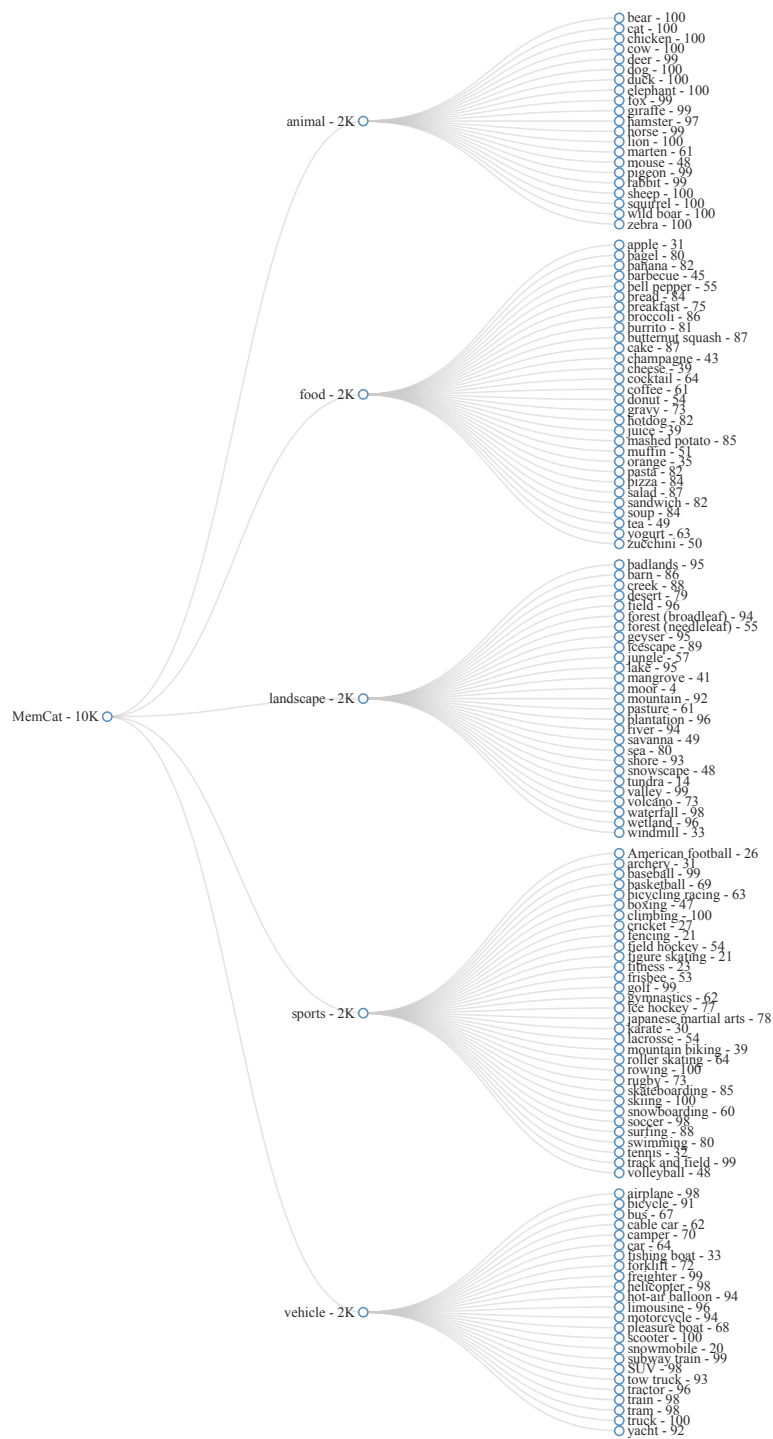 MemCat - 10K
animal - 2K
bear - 100
cat - 100
chicken - 100
cow - 100
deer - 99
dog - 100
duck - 100
elephant - 100
fox - 99
giraffe - 99
hamster - 97
horse - 99
lion - 100
marten - 61
mouse - 48
pigeon - 99
rabbit - 99
sheep - 100
squirrel - 100
wild boar - 100
zebra - 100
food - 2K
apple - 31
bagel - 80
banana - 82
barbecue - 45
bell pepper - 55
bread - 84
breakfast - 75
broccoli - 86
burrito - 81
butternut squash - 87
cake - 87
champagne - 43
cheese - 39
cocktail - 64
coffee - 61
donut - 54
gravy - 73
hotdog - 82
juice - 39
mashed potato - 85
muffin - 51
orange - 35
pasta - 82
pizza - 84
salad - 87
sandwich - 82
soup - 84
tea - 49
yogurt - 63
zucchini - 50
landscape - 2K
badlands - 95
barn - 86
creek - 88
desert - 79
field - 96
forest (broadleaf) - 94
forest (needleleaf) - 55
geyser - 95
icescape - 89
jungle - 57
lake - 95
mangrove - 41
moor - 4
mountain - 92
pasture - 61
plantation - 96
river - 94
savanna - 49
sea - 80
shore - 93
snowscape - 48
tundra - 14
valley - 99
volcano - 73
waterfall - 98
wetland - 96
windmill - 33
sports - 2K
American football - 26
archery - 31
baseball - 99
basketball - 69
bicycling racing - 63
boxing - 47
climbing - 100
cricket - 27
fencing - 21
field hockey - 54
figure skating - 21
fitness - 23
frisbee - 53
golf - 99
gymnastics - 62
ice hockey - 77
japanese martial arts - 78
karate - 30
lacrosse - 54
mountain biking - 39
roller skating - 64
rowing - 100
rugby - 73
skateboarding - 85
skiing - 100
snowboarding - 60
soccer - 98
surfing - 88
swimming - 80
tennis - 32
track and field - 99
volleyball - 48
vehicle - 2K
airplane - 98
bicycle - 91
bus - 67
cable car - 62
camper - 70
car - 64
fishing boat - 33
forklift - 72
freighter - 99
helicopter - 98
hot-air balloon - 94
limousine - 96
motorcycle - 94
pleasure boat - 68
scooter - 100
snowmobile - 20
subway train - 99
SUV - 98
tow truck - 93
tractor - 96
train - 98
tram - 98
truck - 100
yacht - 92